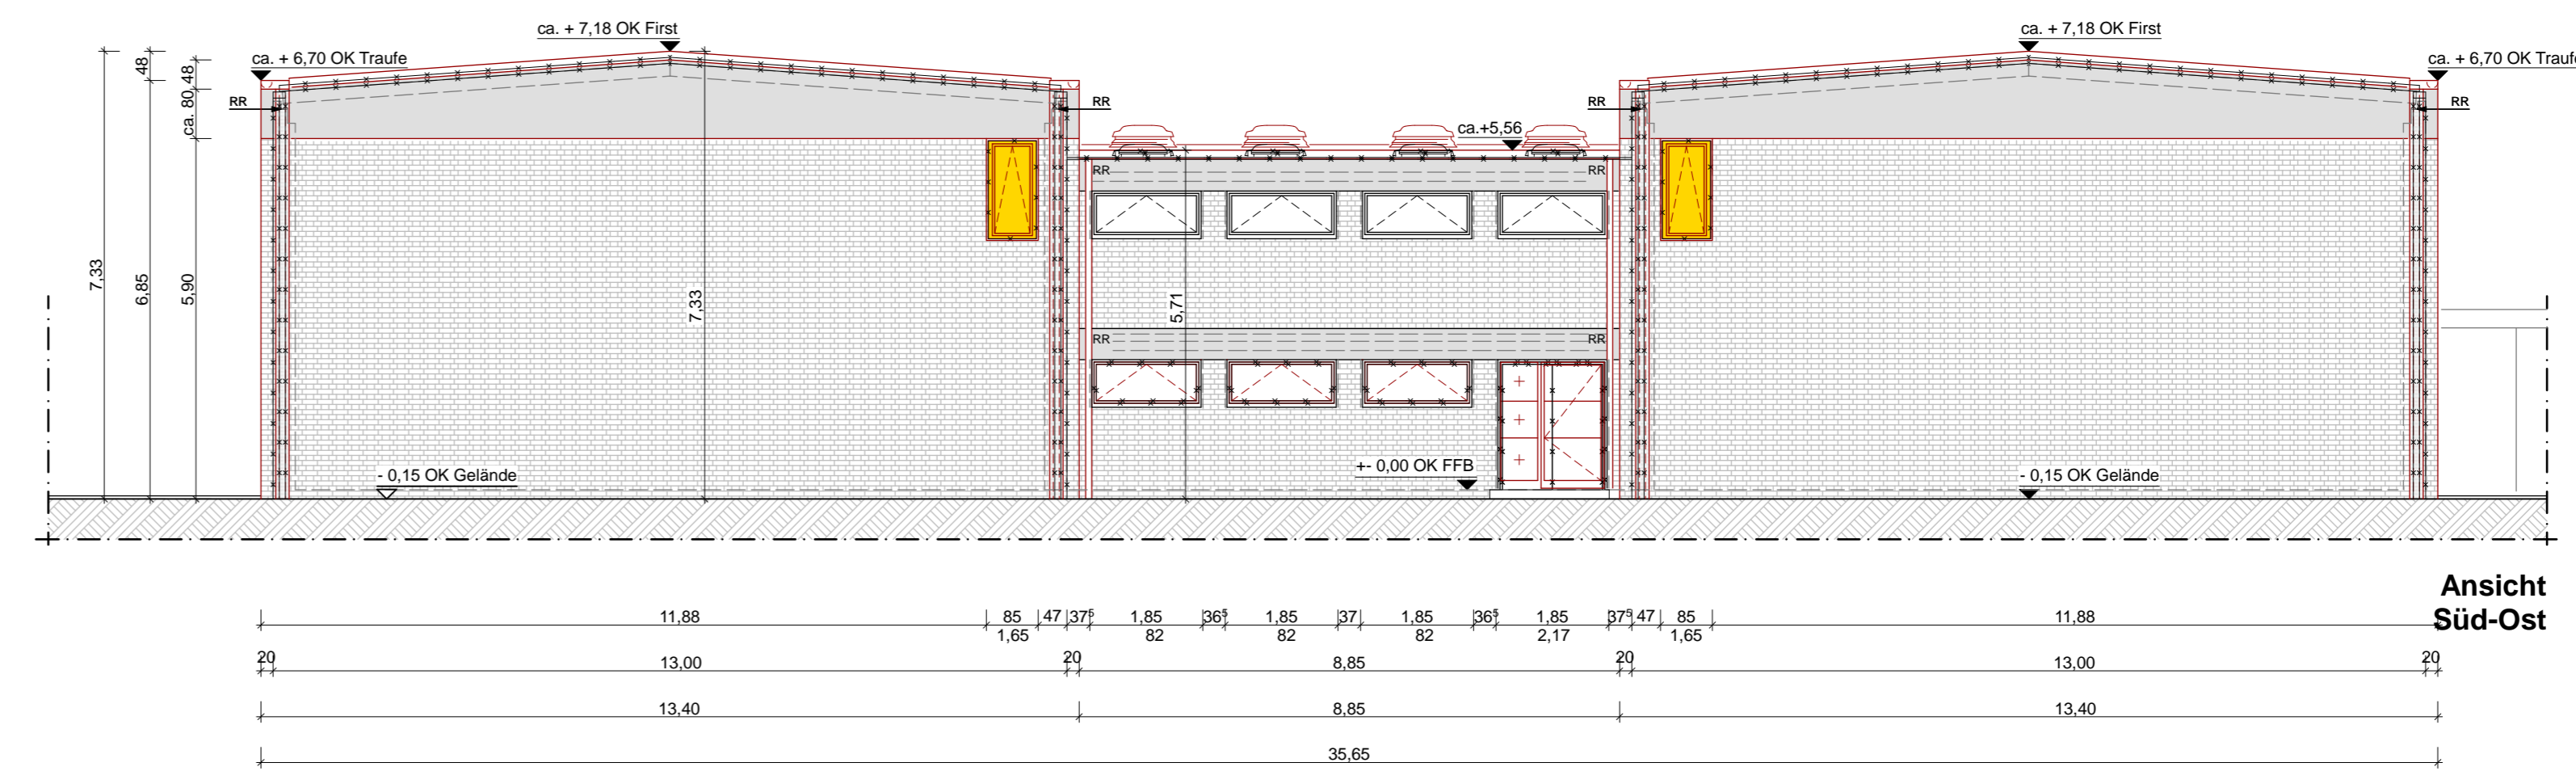 ca. + 7,18 OK First
ca. + 7,18 OK First
ca. + 6,70 OK Traufe
ca. + 6,70 OK Traufe
48
48
ca. 80
RR
RR
RR
RR
ca.+5,56
RR
RR
7,33
6,85
5,90
7,33
5,71
RR
RR
- 0,15 OK Gelände
+- 0,00 OK FFB
- 0,15 OK Gelände
Ansicht
Süd-Ost
11,88 85 47 37⁵ 1,85 36⁵ 1,85 37 1,85 36⁵ 1,85 37⁵ 47 85 11,88
1,65 82 82 82 2,17 1,65
20 13,00 20 8,85 20 13,00 20
13,40 8,85 13,40
35,65